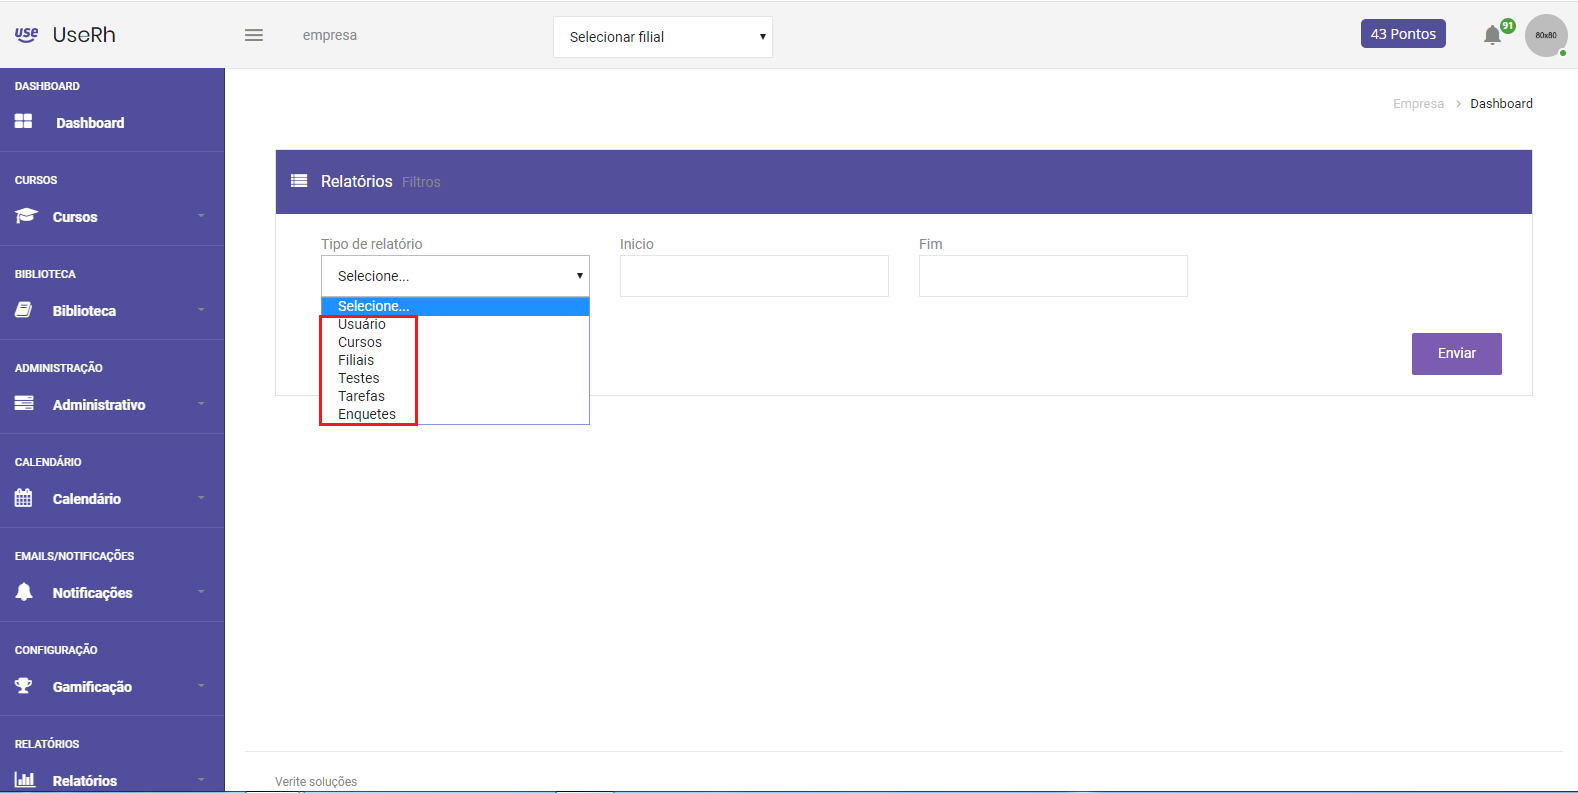 use UseRh
empresa
Selecionar filial
43 Pontos
91
80x80
DASHBOARD
Dashboard
CURSOS
Cursos
BIBLIOTECA
Biblioteca
ADMINISTRAÇÃO
Administrativo
CALENDÁRIO
Calendário
EMAILS/NOTIFICAÇÕES
Notificações
CONFIGURAÇÃO
Gamificação
RELATÓRIOS
Relatórios
Empresa > Dashboard
Relatórios Filtros
Tipo de relatório
Selecione...
Selecione...
Usuário
Cursos
Filiais
Testes
Tarefas
Enquetes
Inicio
Fim
Enviar
Verite soluções